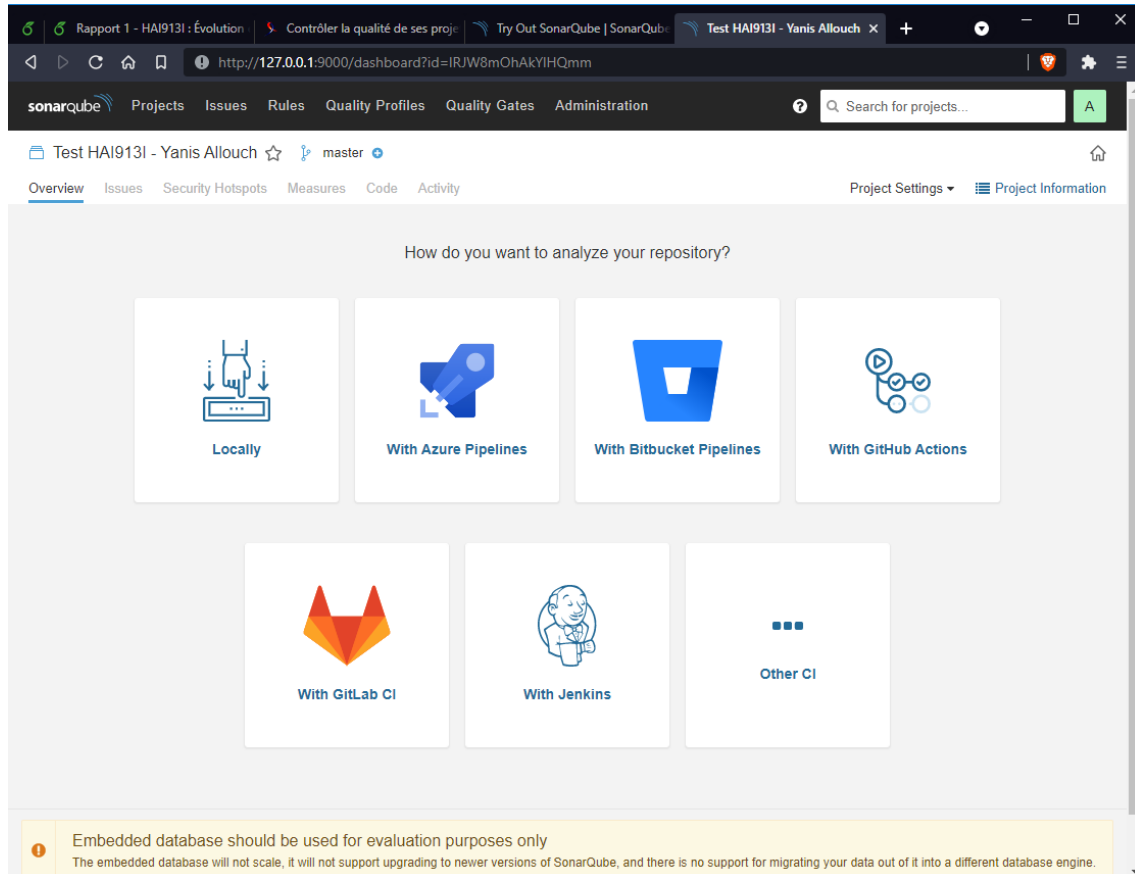 Rapport 1 - HAI913I : Évolution
Contrôler la qualité de ses proje
Try Out SonarQube | SonarQube
Test HAI913I - Yanis Allouch
http://127.0.0.1:9000/dashboard?id=IRJW8mOhAkYIHQmm
sonarqube Projects Issues Rules Quality Profiles Quality Gates Administration ? Search for projects... A
Test HAI913I - Yanis Allouch master
Overview Issues Security Hotspots Measures Code Activity Project Settings Project Information
How do you want to analyze your repository?
Locally With Azure Pipelines With Bitbucket Pipelines With GitHub Actions
With GitLab CI With Jenkins Other CI
Embedded database should be used for evaluation purposes only
The embedded database will not scale, it will not support upgrading to newer versions of SonarQube, and there is no support for migrating your data out of it into a different database engine.